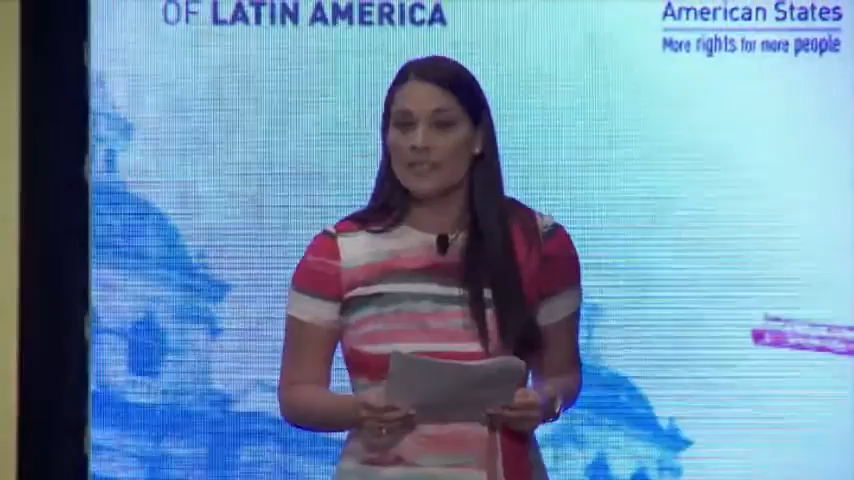 OF LATIN AMERICA
American States
More rights for more people